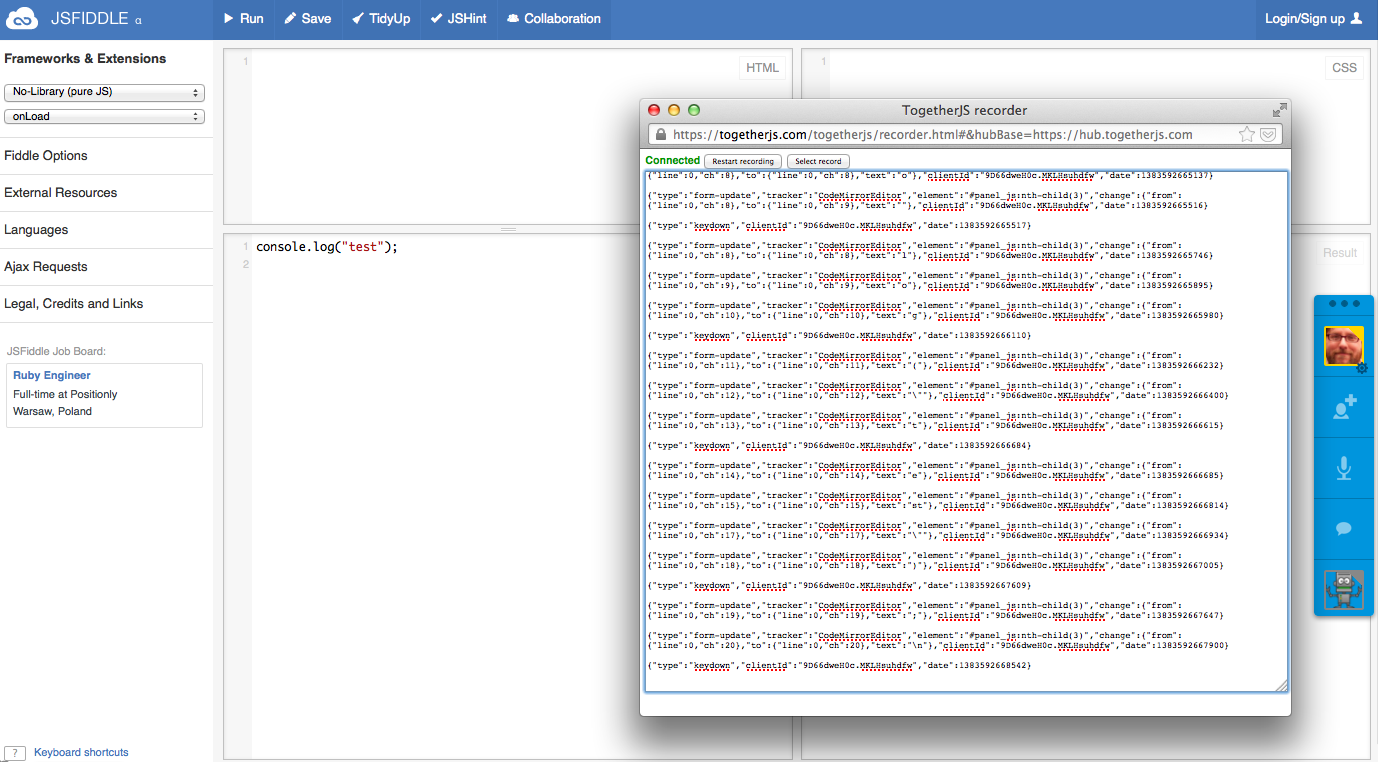 JSFIDDLE α
Run
Save
TidyUp
JSHint
Collaboration
Login/Sign up
Frameworks & Extensions
No-Library (pure JS)
onLoad
Fiddle Options
External Resources
Languages
Ajax Requests
Legal, Credits and Links
JSFiddle Job Board:
Ruby Engineer
Full-time at Positionly
Warsaw, Poland
? Keyboard shortcuts
1
HTML
1
CSS
1 console.log("test");
2
Result
TogetherJS recorder
https://togetherjs.com/togetherjs/recorder.html#&hubBase=https://hub.togetherjs.com
Connected Restart recording Select record
{"line":0,"ch":8},"to":{"line":0,"ch":8},"text":"o"},"clientId":"9D66dweH0c.MKLHsuhdfw","date":1383592665137}
{"type":"form-update","tracker":"CodeMirrorEditor","element":"#panel_js:nth-child(3)","change":{"from":
{"line":0,"ch":8},"to":{"line":0,"ch":9},"text":""},"clientId":"9D66dweH0c.MKLHsuhdfw","date":1383592665516}
{"type":"keydown","clientId":"9D66dweH0c.MKLHsuhdfw","date":1383592665517}
{"type":"form-update","tracker":"CodeMirrorEditor","element":"#panel_js:nth-child(3)","change":{"from":
{"line":0,"ch":8},"to":{"line":0,"ch":8},"text":"l"},"clientId":"9D66dweH0c.MKLHsuhdfw","date":1383592665746}
{"type":"form-update","tracker":"CodeMirrorEditor","element":"#panel_js:nth-child(3)","change":{"from":
{"line":0,"ch":9},"to":{"line":0,"ch":9},"text":"o"},"clientId":"9D66dweH0c.MKLHsuhdfw","date":1383592665895}
{"type":"form-update","tracker":"CodeMirrorEditor","element":"#panel_js:nth-child(3)","change":{"from":
{"line":0,"ch":10},"to":{"line":0,"ch":10},"text":"g"},"clientId":"9D66dweH0c.MKLHsuhdfw","date":1383592665980}
{"type":"keydown","clientId":"9D66dweH0c.MKLHsuhdfw","date":1383592666110}
{"type":"form-update","tracker":"CodeMirrorEditor","element":"#panel_js:nth-child(3)","change":{"from":
{"line":0,"ch":11},"to":{"line":0,"ch":11},"text":"("},"clientId":"9D66dweH0c.MKLHsuhdfw","date":1383592666232}
{"type":"form-update","tracker":"CodeMirrorEditor","element":"#panel_js:nth-child(3)","change":{"from":
{"line":0,"ch":12},"to":{"line":0,"ch":12},"text":"\""},"clientId":"9D66dweH0c.MKLHsuhdfw","date":1383592666400}
{"type":"form-update","tracker":"CodeMirrorEditor","element":"#panel_js:nth-child(3)","change":{"from":
{"line":0,"ch":13},"to":{"line":0,"ch":13},"text":"t"},"clientId":"9D66dweH0c.MKLHsuhdfw","date":1383592666615}
{"type":"keydown","clientId":"9D66dweH0c.MKLHsuhdfw","date":1383592666684}
{"type":"form-update","tracker":"CodeMirrorEditor","element":"#panel_js:nth-child(3)","change":{"from":
{"line":0,"ch":14},"to":{"line":0,"ch":14},"text":"e"},"clientId":"9D66dweH0c.MKLHsuhdfw","date":1383592666685}
{"type":"form-update","tracker":"CodeMirrorEditor","element":"#panel_js:nth-child(3)","change":{"from":
{"line":0,"ch":15},"to":{"line":0,"ch":15},"text":"st"},"clientId":"9D66dweH0c.MKLHsuhdfw","date":1383592666814}
{"type":"form-update","tracker":"CodeMirrorEditor","element":"#panel_js:nth-child(3)","change":{"from":
{"line":0,"ch":17},"to":{"line":0,"ch":17},"text":"\""},"clientId":"9D66dweH0c.MKLHsuhdfw","date":1383592666934}
{"type":"form-update","tracker":"CodeMirrorEditor","element":"#panel_js:nth-child(3)","change":{"from":
{"line":0,"ch":18},"to":{"line":0,"ch":18},"text":")"},"clientId":"9D66dweH0c.MKLHsuhdfw","date":1383592667005}
{"type":"keydown","clientId":"9D66dweH0c.MKLHsuhdfw","date":1383592667609}
{"type":"form-update","tracker":"CodeMirrorEditor","element":"#panel_js:nth-child(3)","change":{"from":
{"line":0,"ch":19},"to":{"line":0,"ch":19},"text":";"},"clientId":"9D66dweH0c.MKLHsuhdfw","date":1383592667647}
{"type":"form-update","tracker":"CodeMirrorEditor","element":"#panel_js:nth-child(3)","change":{"from":
{"line":0,"ch":20},"to":{"line":0,"ch":20},"text":"\n"},"clientId":"9D66dweH0c.MKLHsuhdfw","date":1383592667900}
{"type":"keydown","clientId":"9D66dweH0c.MKLHsuhdfw","date":1383592668542}